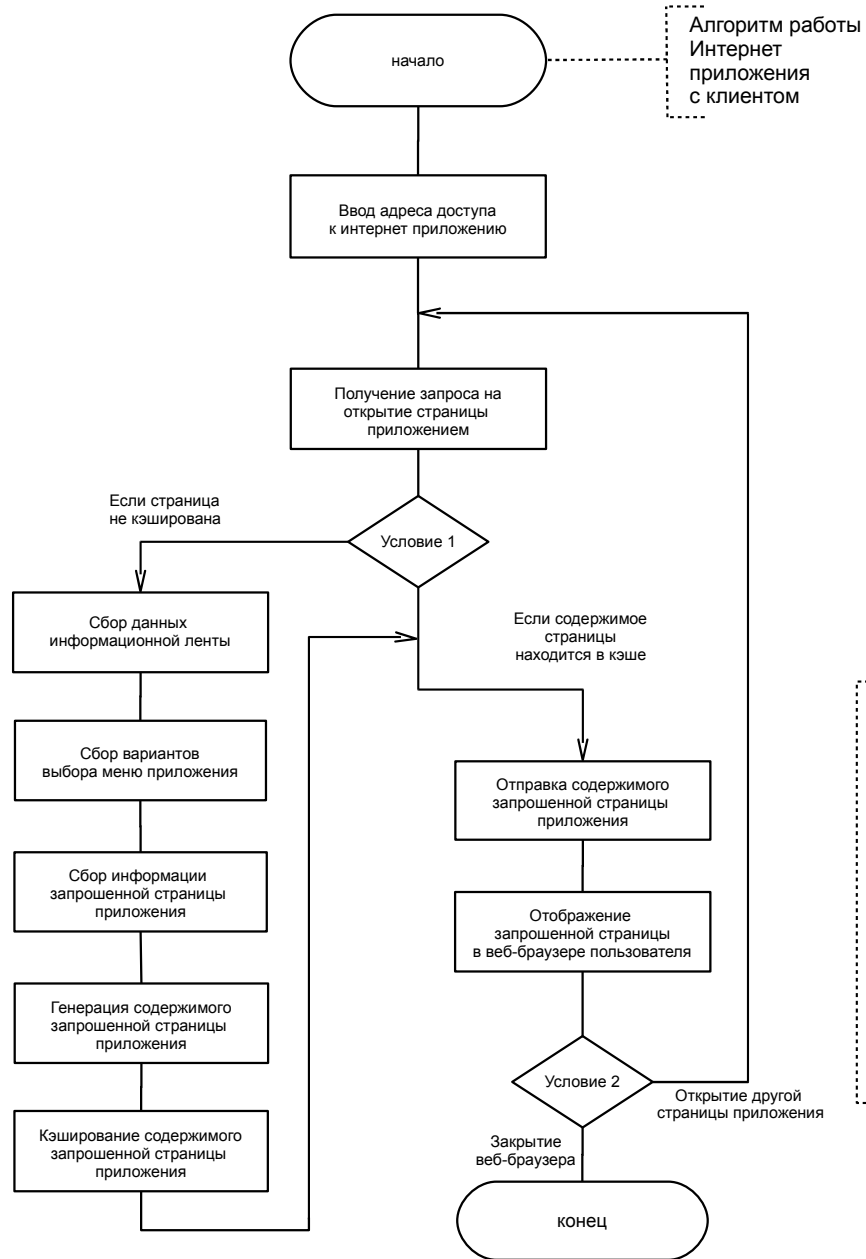 начало
Алгоритм работы
Интернет
приложения
с клиентом
Ввод адреса доступа
к интернет приложению
Получение запроса на
открытие страницы
приложением
Если страница
не кэширована
Условие 1
Сбор данных
информационной ленты
Если содержимое
страницы
находится в кэше
Сбор вариантов
выбора меню приложения
Отправка содержимого
запрошенной страницы
приложения
Сбор информации
запрошенной страницы
приложения
Отображение
запрошенной страницы
в веб-браузере пользователя
Генерация содержимого
запрошенной страницы
приложения
Условие 2
Открытие другой
страницы приложения
Кэширование содержимого
запрошенной страницы
приложения
Закрытие
веб-браузера
конец